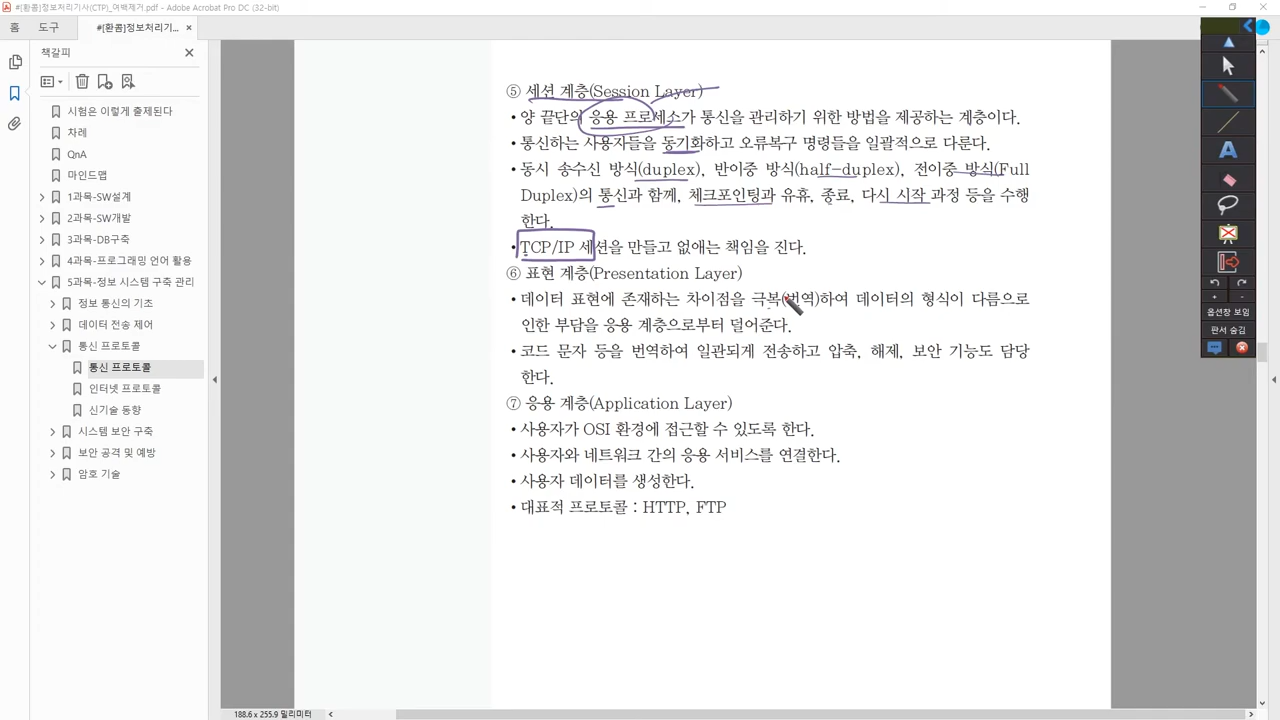 #[환콤]정보처리기사(CTP)_여백제거.pdf - Adobe Acrobat Pro DC (32-bit)
홈 도구 #[환콤]정보처리기... ×
책갈피
시험은 이렇게 출제된다
차례
QnA
마인드맵
1과목-SW설계
2과목-SW개발
3과목-DB구축
4과목-프로그래밍 언어 활용
5과목-정보 시스템 구축 관리
정보 통신의 기초
데이터 전송 제어
통신 프로토콜
통신 프로토콜
인터넷 프로토콜
신기술 동향
시스템 보안 구축
보안 공격 및 예방
암호 기술
⑤ 세션 계층(Session Layer)
• 양 끝단의 응용 프로세스가 통신을 관리하기 위한 방법을 제공하는 계층이다.
• 통신하는 사용자들을 동기화하고 오류복구 명령들을 일괄적으로 다룬다.
• 동시 송수신 방식(duplex), 반이중 방식(half-duplex), 전이중 방식(Full
Duplex)의 통신과 함께, 체크포인팅과 유휴, 종료, 다시 시작 과정 등을 수행
한다.
• TCP/IP 세션을 만들고 없애는 책임을 진다.
⑥ 표현 계층(Presentation Layer)
• 데이터 표현에 존재하는 차이점을 극복(번역)하여 데이터의 형식이 다름으로
인한 부담을 응용 계층으로부터 덜어준다.
• 코드 문자 등을 번역하여 일관되게 전송하고 압축, 해제, 보안 기능도 담당
한다.
⑦ 응용 계층(Application Layer)
• 사용자가 OSI 환경에 접근할 수 있도록 한다.
• 사용자와 네트워크 간의 응용 서비스를 연결한다.
• 사용자 데이터를 생성한다.
• 대표적 프로토콜 : HTTP, FTP
옵션창 보임
판서 숨김
188.6 x 255.9 밀리미터